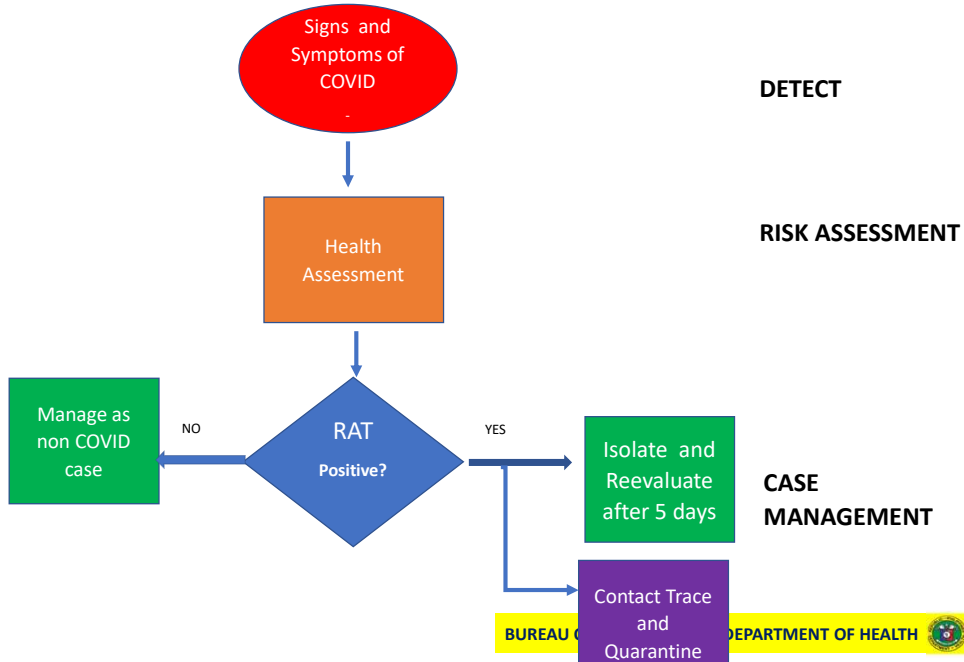 Signs and
Symptoms of
COVID
-
DETECT
Health
Assessment
RISK ASSESSMENT
Manage as
non COVID
case
NO
RAT
Positive?
YES
Isolate and
Reevaluate
after 5 days
CASE
MANAGEMENT
Contact Trace
and
Quarantine
BUREAU DEPARTMENT OF HEALTH